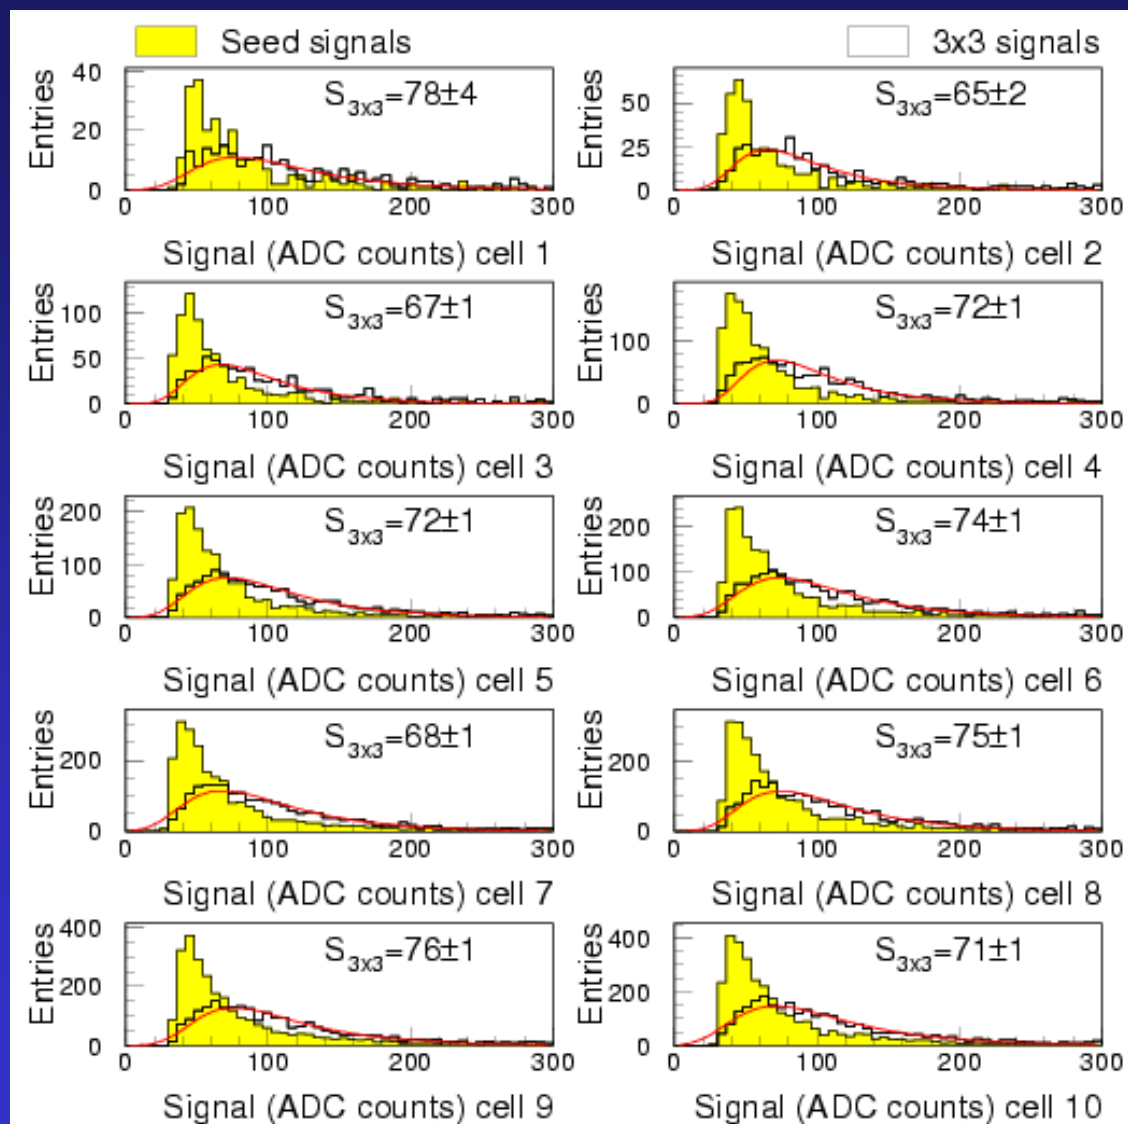 Seed signals 3x3 signals
Entries 40 20 0 S3x3=78±4 0 100 200 300
Signal (ADC counts) cell 1
Entries 50 25 0 S3x3=65±2 0 100 200 300
Signal (ADC counts) cell 2
Entries 100 50 0 S3x3=67±1 0 100 200 300
Signal (ADC counts) cell 3
Entries 100 0 S3x3=72±1 0 100 200 300
Signal (ADC counts) cell 4
Entries 200 100 0 S3x3=72±1 0 100 200 300
Signal (ADC counts) cell 5
Entries 200 100 0 S3x3=74±1 0 100 200 300
Signal (ADC counts) cell 6
Entries 200 0 S3x3=68±1 0 100 200 300
Signal (ADC counts) cell 7
Entries 200 0 S3x3=75±1 0 100 200 300
Signal (ADC counts) cell 8
Entries 400 200 0 S3x3=76±1 0 100 200 300
Signal (ADC counts) cell 9
Entries 400 200 0 S3x3=71±1 0 100 200 300
Signal (ADC counts) cell 10